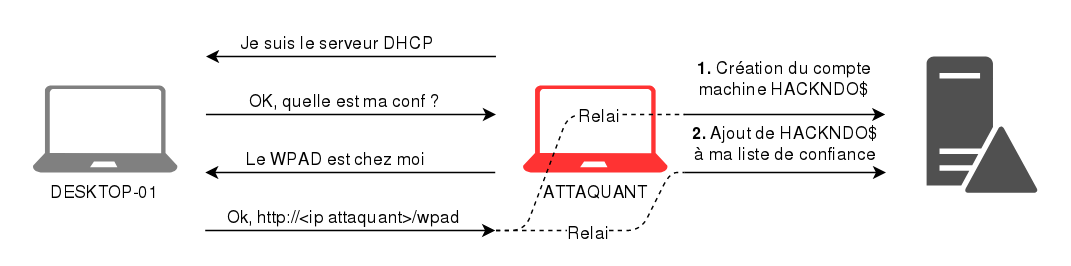 Je suis le serveur DHCP
OK, quelle est ma conf ?
Le WPAD est chez moi
Ok, http://<ip attaquant>/wpad
DESKTOP-01
ATTAQUANT
Relai
Relai
1. Création du compte
machine HACKNDO$
2. Ajout de HACKNDO$
à ma liste de confiance